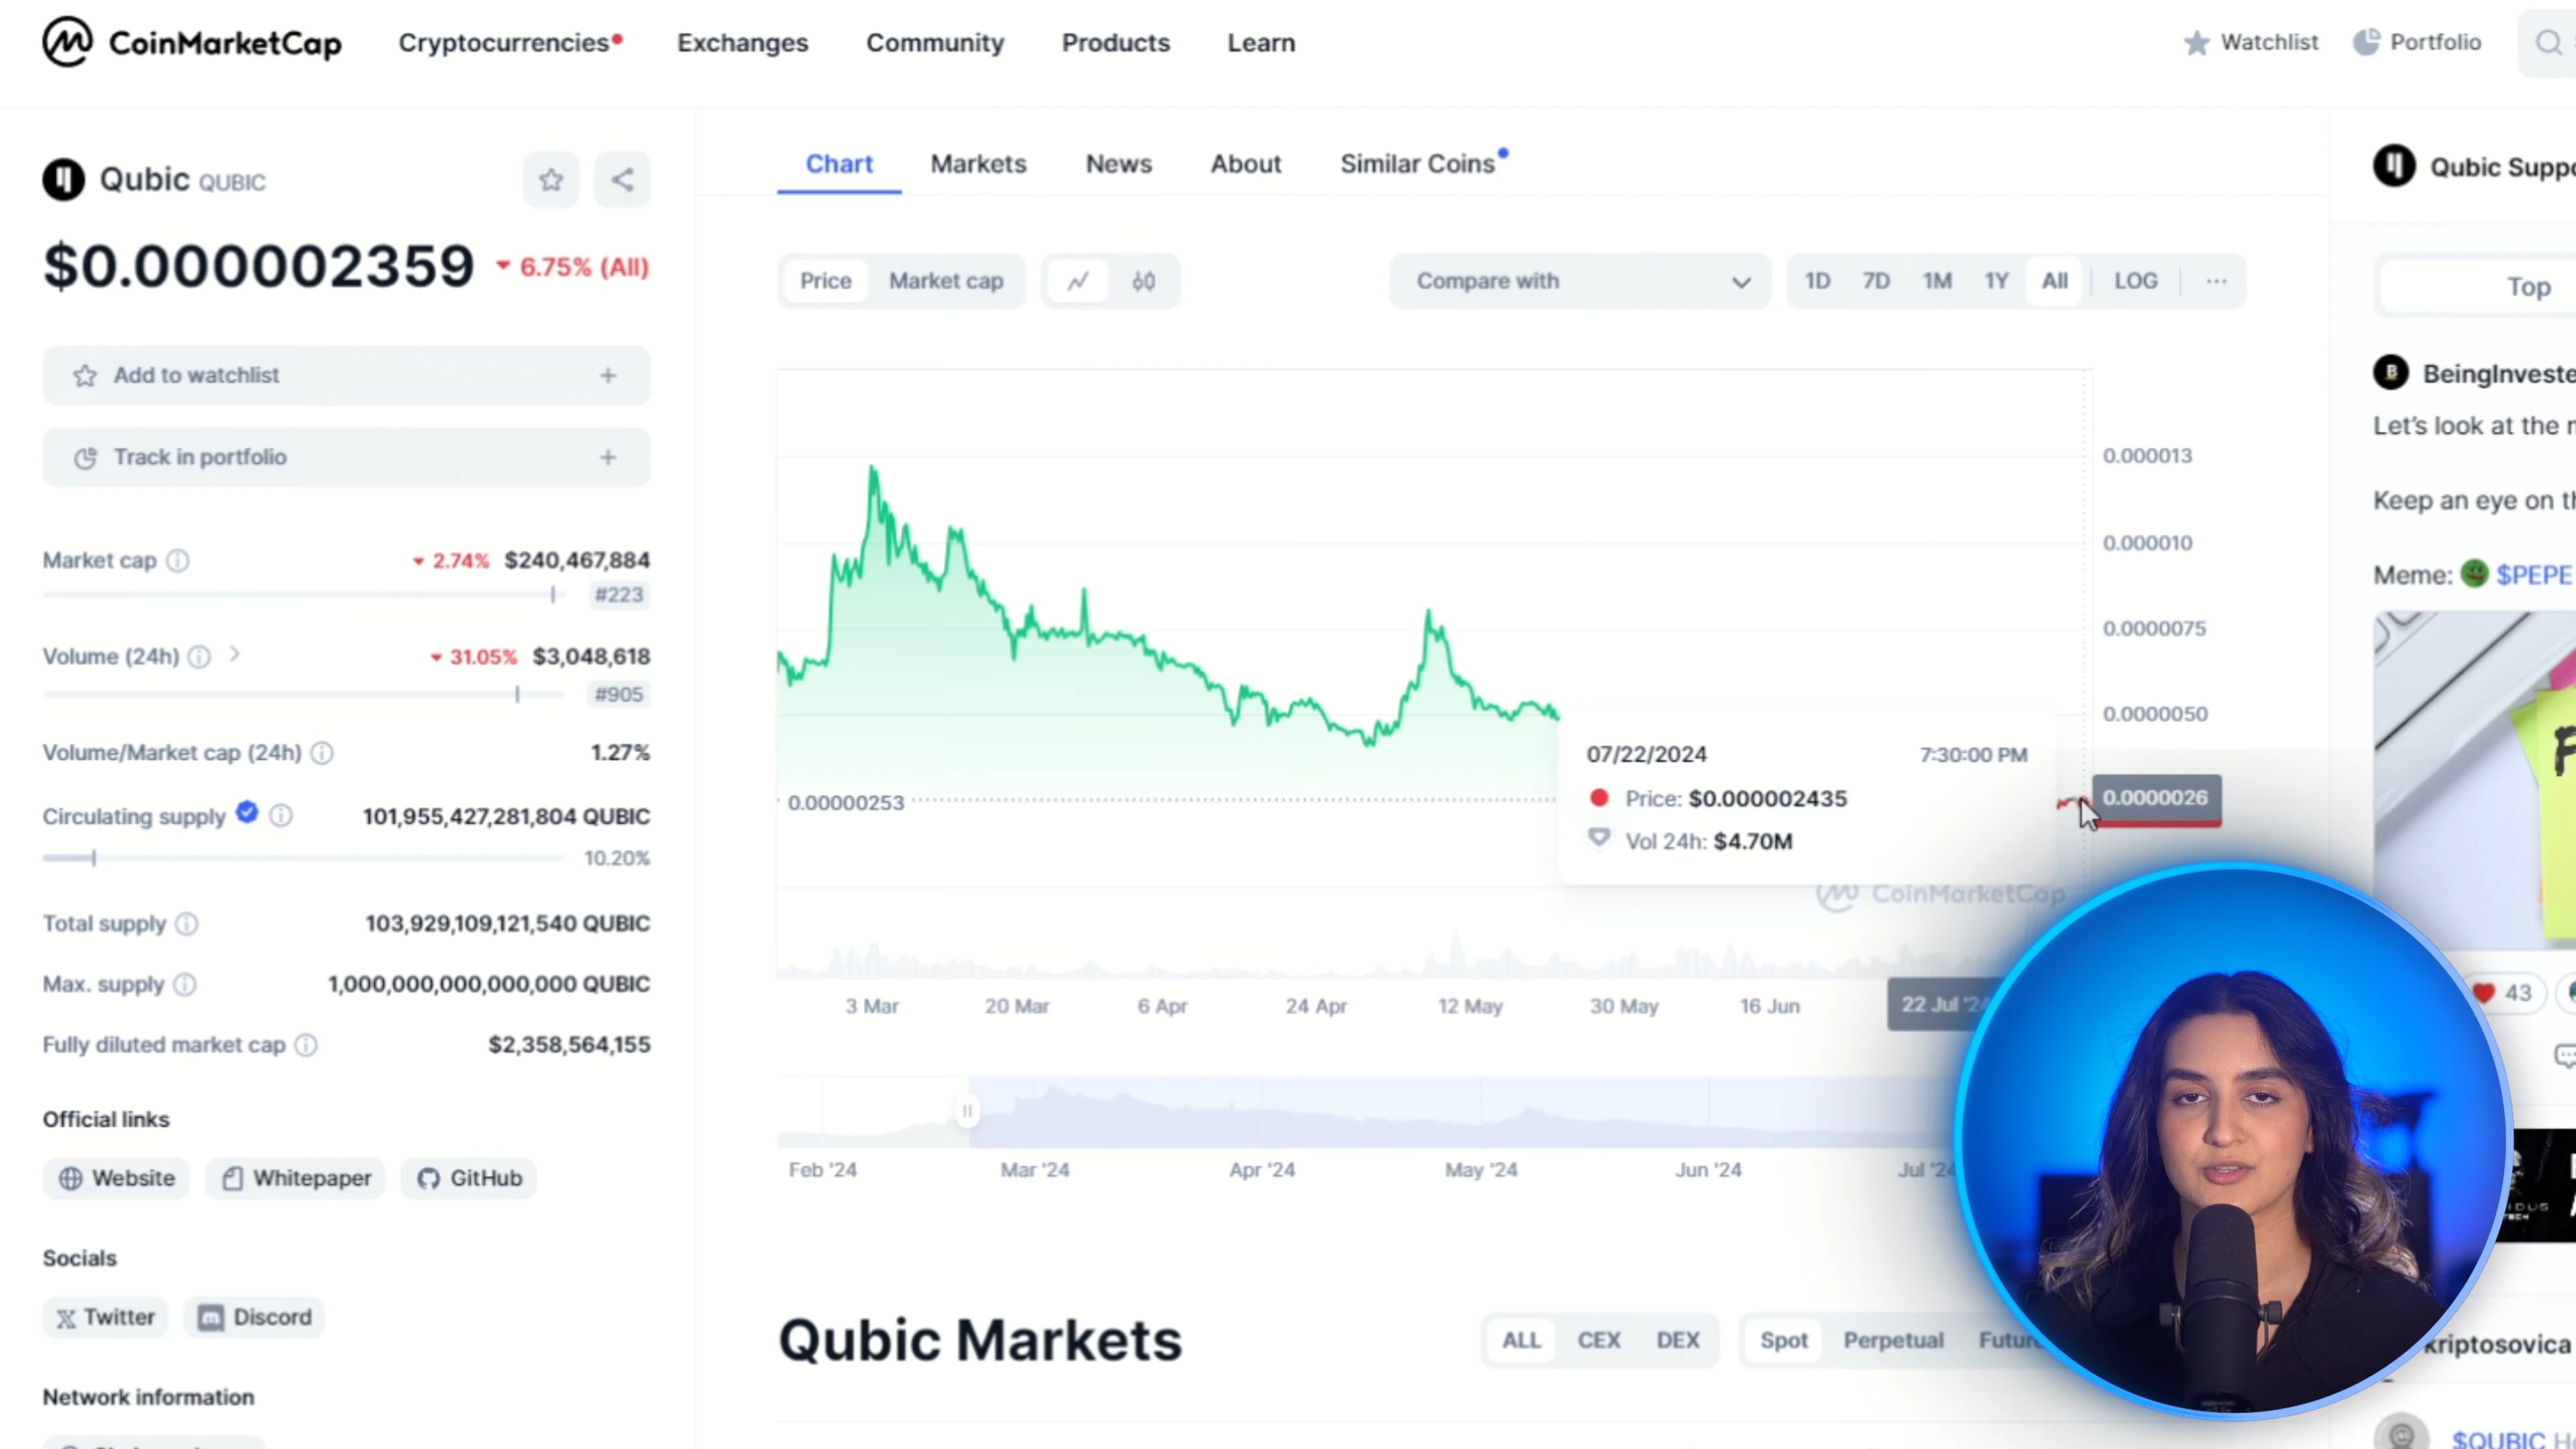 CoinMarketCap Cryptocurrencies Exchanges Community Products Learn Watchlist Portfolio
Qubic QUBIC
$0.000002359 6.75% (All)
Add to watchlist
Track in portfolio
Market cap 2.74% $240,467,884
#223
Volume (24h) 31.05% $3,048,618
#905
Volume/Market cap (24h) 1.27%
Circulating supply 101,955,427,281,804 QUBIC
10.20%
Total supply 103,929,109,121,540 QUBIC
Max. supply 1,000,000,000,000,000 QUBIC
Fully diluted market cap $2,358,564,155
Official links
Website Whitepaper GitHub
Socials
Twitter Discord
Network information
Chart Markets News About Similar Coins
Price Market cap Compare with 1D 7D 1M 1Y All LOG ...
0.000013
0.000010
0.0000075
0.0000050
0.0000026
0.00000253
07/22/2024 7:30:00 PM
Price: $0.000002435
Vol 24h: $4.70M
CoinMarketCap
3 Mar 20 Mar 6 Apr 24 Apr 12 May 30 May 16 Jun 22 Jul '24
Feb '24 Mar '24 Apr '24 May '24 Jun '24 Jul '24
Qubic Markets ALL CEX DEX Spot Perpetual
Qubic
Top
Let's look at the
Keep an eye on
Meme: $PEPE
43
kriptosovica
$QUBIC